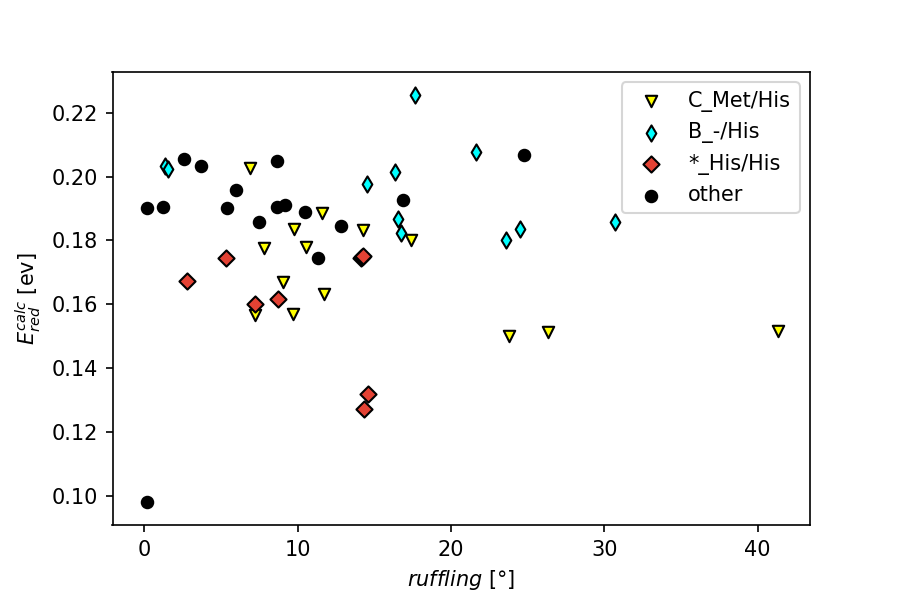 0.22
0.20
0.18
0.16
0.14
0.12
0.10
E_red^calc [ev]
0 10 20 30 40
ruffling [°]
C_Met/His
B_-/His
*_His/His
other